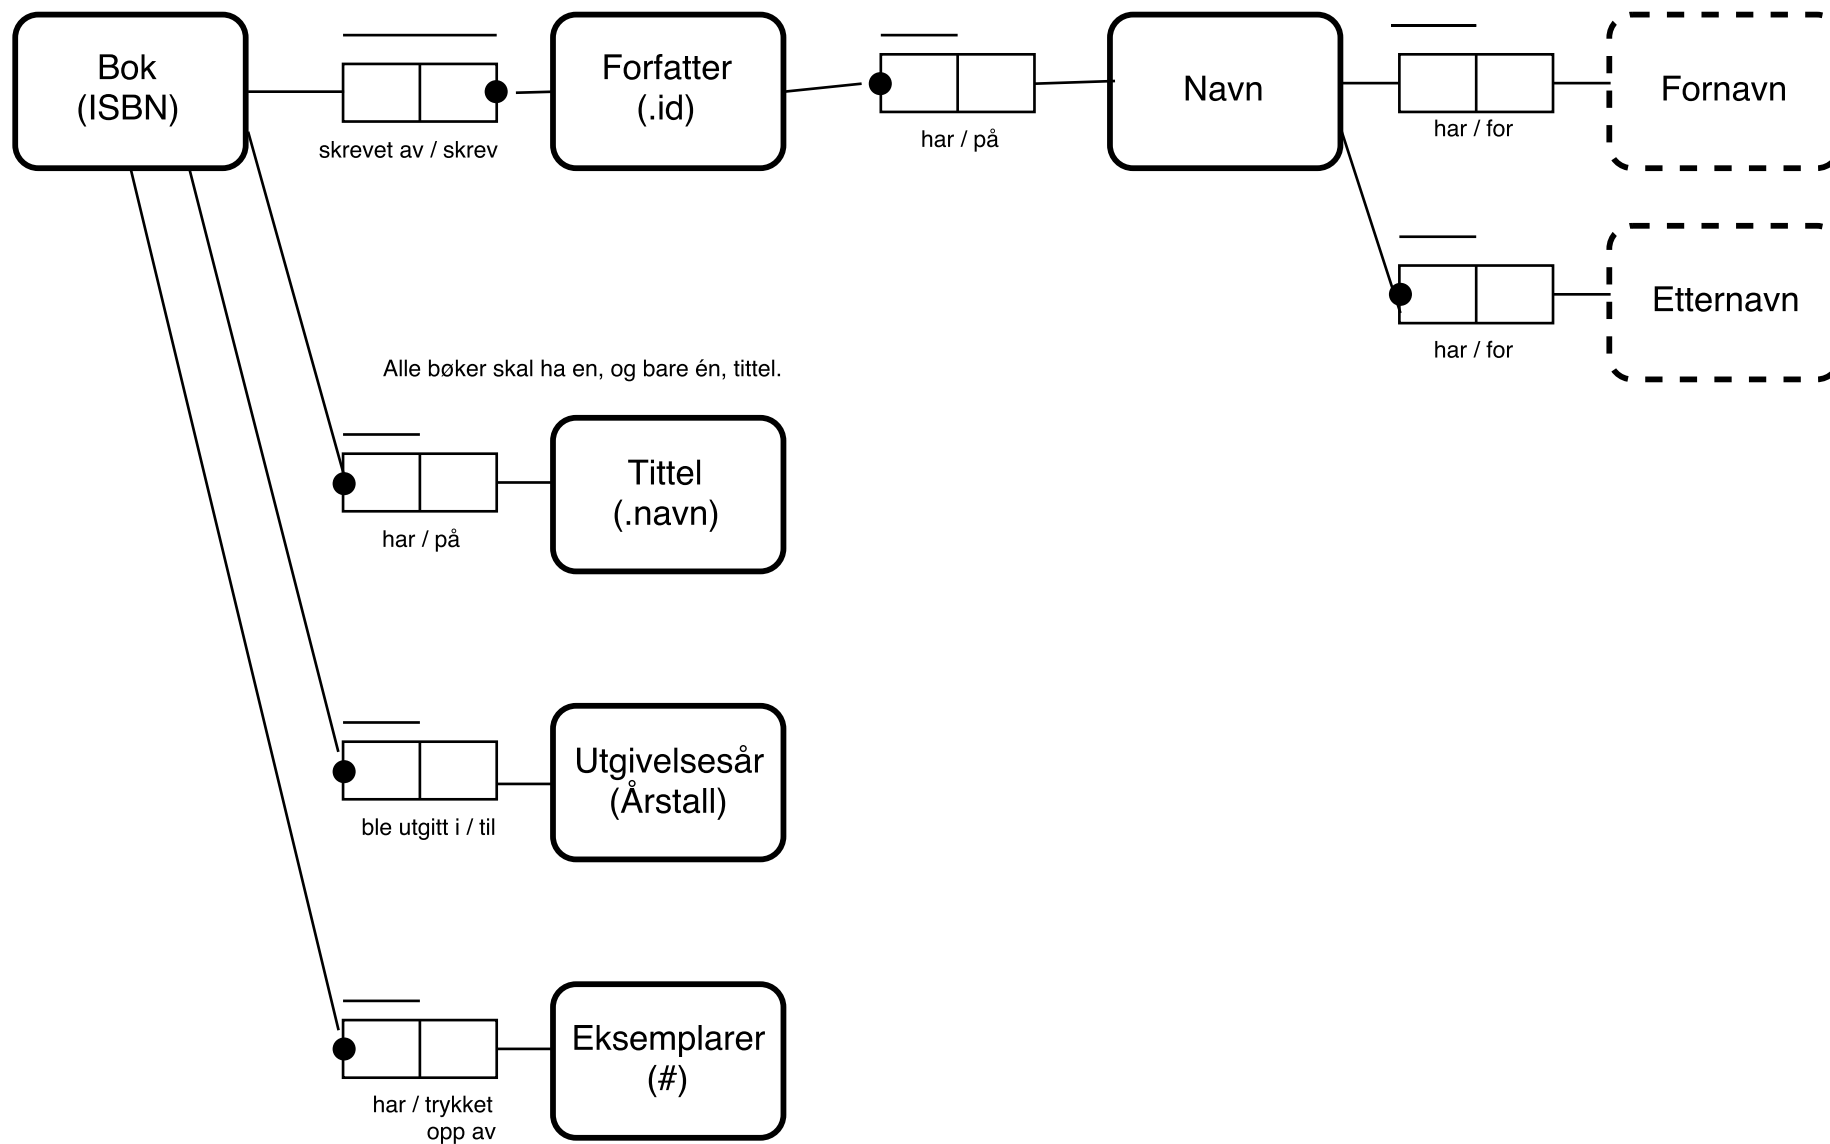 Bok
(ISBN)
skrevet av / skrev
Forfatter
(.id)
har / på
Navn
har / for
Fornavn
har / for
Etternavn
Alle bøker skal ha en, og bare én, tittel.
har / på
Tittel
(.navn)
ble utgitt i / til
Utgivelsesår
(Årstall)
har / trykket
opp av
Eksemplarer
(#)